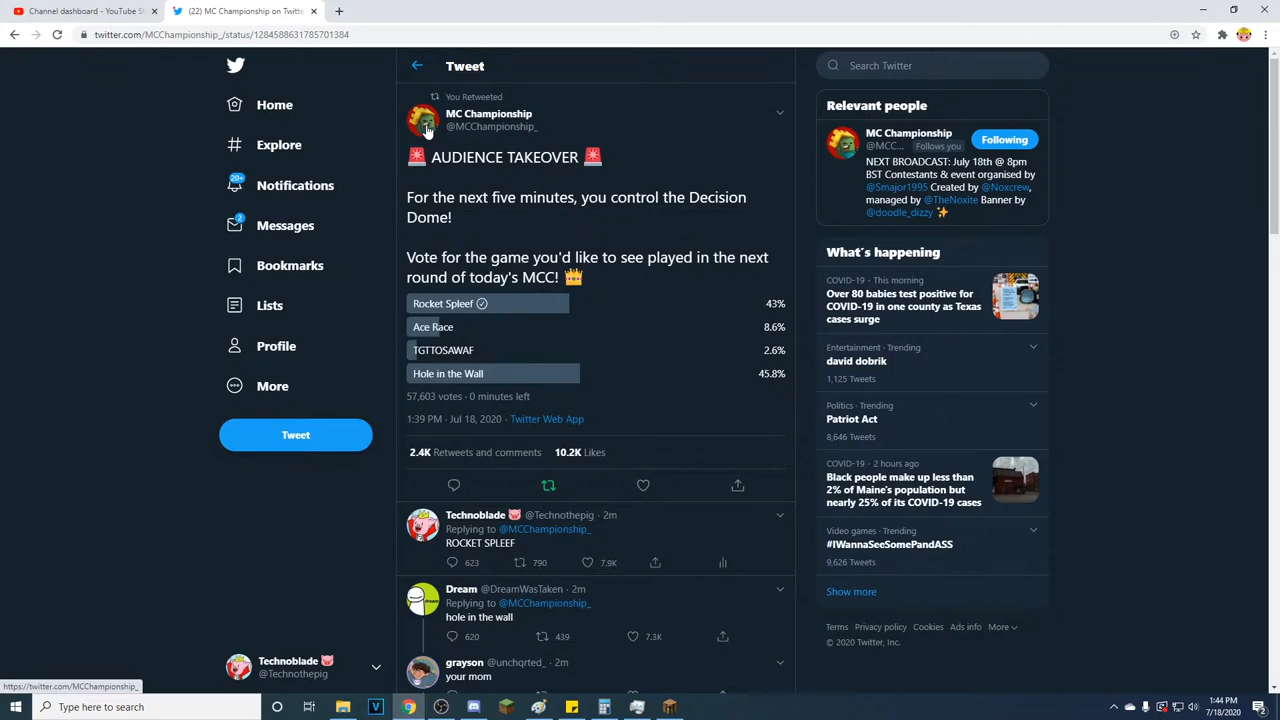 Channel dashboard - YouTube St
(22) MC Championship on Twitte
twitter.com/MCChampionship_/status/1284588631785701384
Home
Explore
20+
Notifications
2
Messages
Bookmarks
Lists
Profile
More
Tweet
Technoblade 🐷
@Technothepig
Tweet
You Retweeted
MC Championship
@MCChampionship_
🚨 AUDIENCE TAKEOVER 🚨
For the next five minutes, you control the Decision
Dome!
Vote for the game you'd like to see played in the next
round of today's MCC! 👑
Rocket Spleef 43%
Ace Race 8.6%
TGTTOSAWAF 2.6%
Hole in the Wall 45.8%
57,603 votes · 0 minutes left
1:39 PM · Jul 18, 2020 · Twitter Web App
2.4K Retweets and comments 10.2K Likes
Technoblade 🐷 @Technothepig · 2m
Replying to @MCChampionship_
ROCKET SPLEEF
623 790 7.9K
dream
Dream @DreamWasTaken · 2m
Replying to @MCChampionship_
hole in the wall
620 439 7.3K
grayson @unchqrted_ · 2m
your mom
Search Twitter
Relevant people
MC Championship
@MCC... Follows you
Following
NEXT BROADCAST: July 18th @ 8pm
BST Contestants & event organised by
@Smajor1995 Created by @Noxcrew,
managed by @TheNoxite Banner by
@doodle_dizzy ✨
What's happening
COVID-19 · This morning
Over 80 babies test positive for
COVID-19 in one county as Texas
cases surge
Entertainment · Trending
david dobrik
1,125 Tweets
Politics · Trending
Patriot Act
8,646 Tweets
COVID-19 · 2 hours ago
Black people make up less than
2% of Maine's population but
nearly 25% of its COVID-19 cases
Video games · Trending
#IWannaSeeSomePandASS
9,626 Tweets
Show more
Terms Privacy policy Cookies Ads info More
© 2020 Twitter, Inc.
https://twitter.com/MCChampionship_
Type here to search
1:44 PM
7/18/2020
2